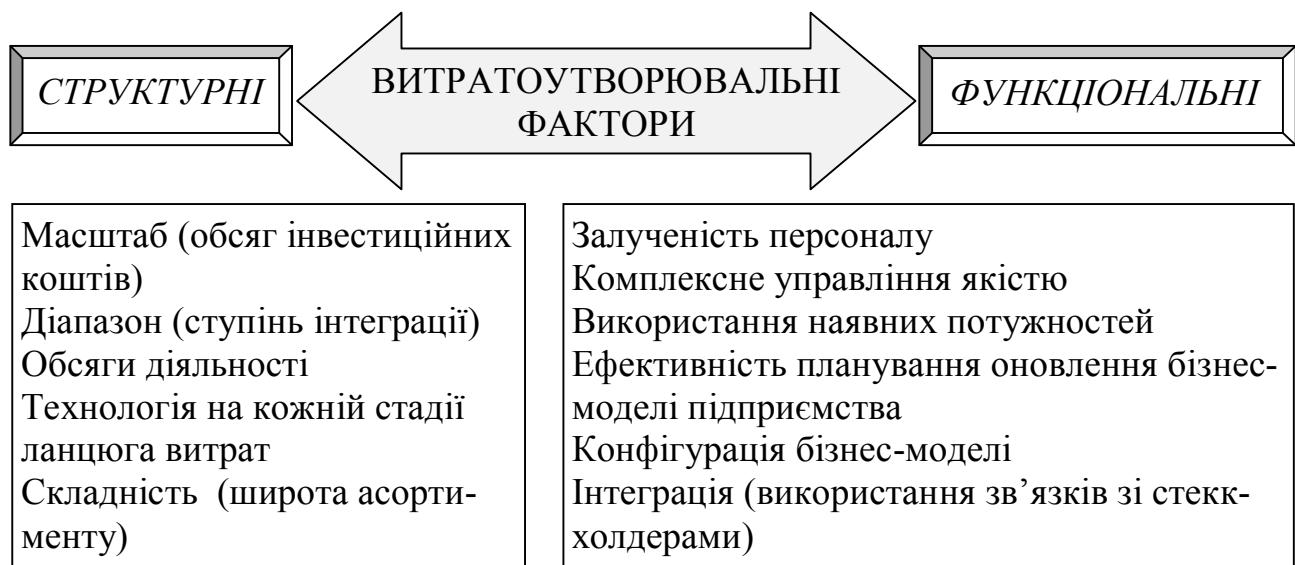 СТРУКТУРНІ
ВИТРАТОУТВОРЮВАЛЬНІ
ФАКТОРИ
ФУНКЦІОНАЛЬНІ
Масштаб (обсяг інвестиційних
коштів)
Діапазон (ступінь інтеграції)
Обсяги діяльності
Технологія на кожній стадії
ланцюга витрат
Складність (широта асорти-
менту)
Залученість персоналу
Комплексне управління якістю
Використання наявних потужностей
Ефективність планування оновлення бізнес-
моделі підприємства
Конфігурація бізнес-моделі
Інтеграція (використання зв’язків зі стекк-
холдерами)